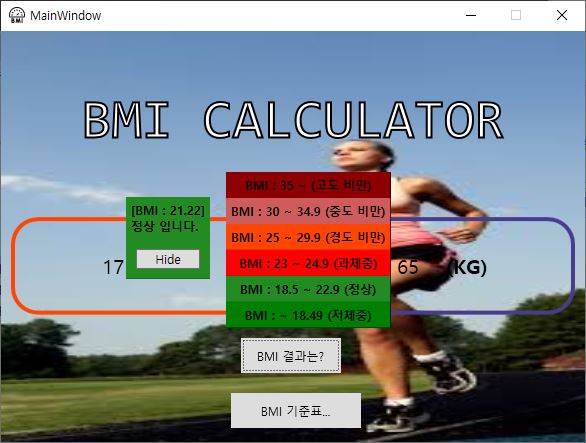 BMI
MainWindow
BMI CALCULATOR
BMI : 35 ~ (고도 비만)
BMI : 30 ~ 34.9 (중도 비만)
BMI : 25 ~ 29.9 (경도 비만)
BMI : 23 ~ 24.9 (과체중)
BMI : 18.5 ~ 22.9 (정상)
BMI : ~ 18.49 (저체중)
[BMI : 21.22]
정상 입니다.
Hide
17
65 (KG)
BMI 결과는?
BMI 기준표...